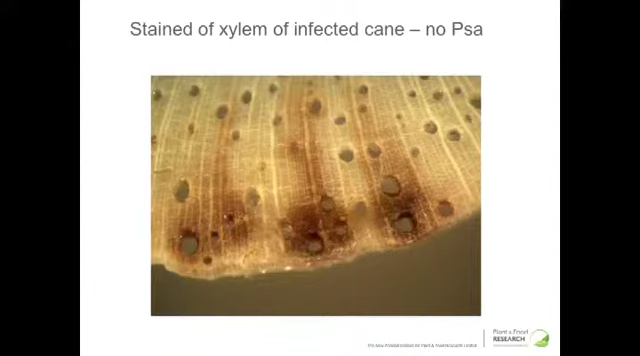 Stained of xylem of infected cane – no Psa
Plant & Food
RESEARCH